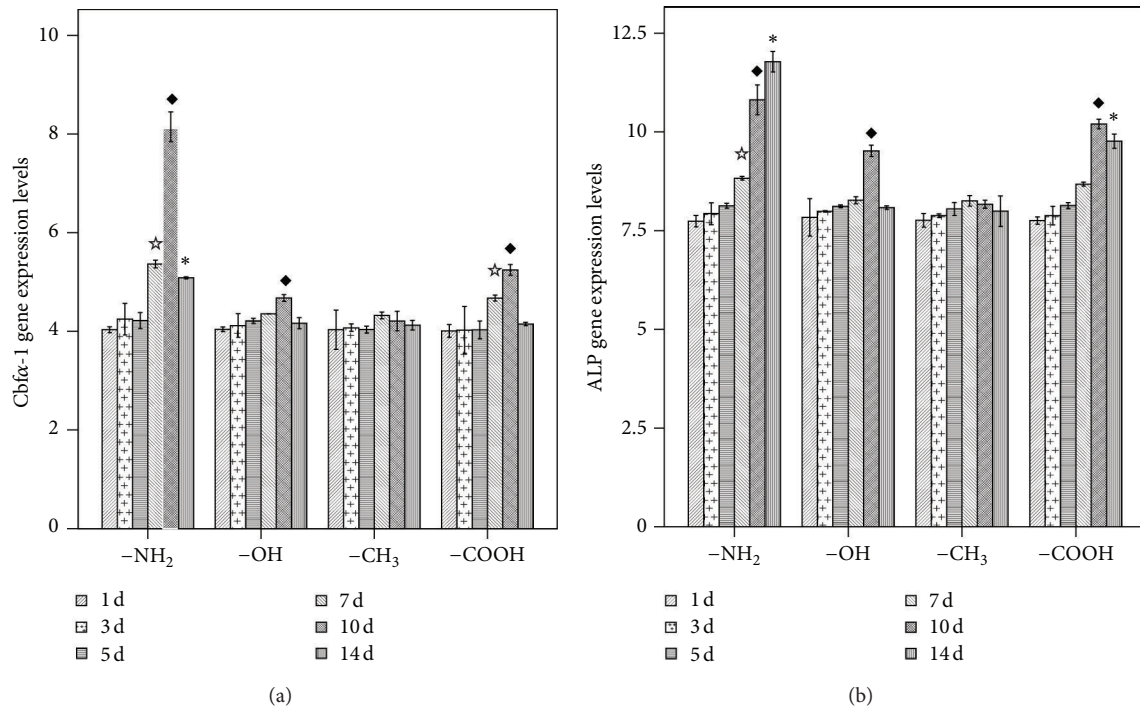 10
8
6
4
2
0
Cbfα-1 gene expression levels
☆
◆
*
◆
☆
◆
−NH₂
−OH
−CH₃
−COOH
1 d
3 d
5 d
7 d
10 d
14 d
(a)
12.5
10
7.5
5
2.5
0
ALP gene expression levels
☆
◆
*
◆
◆
*
−NH₂
−OH
−CH₃
−COOH
1 d
3 d
5 d
7 d
10 d
14 d
(b)